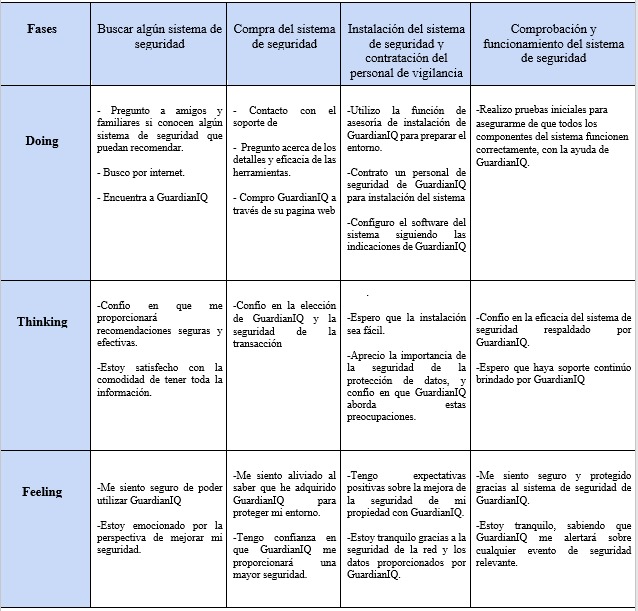 Fases
Buscar algún sistema de
seguridad
Compra del sistema
de seguridad
Instalación del sistema
de seguridad y
contratación del
personal de vigilancia
Comprobación y
funcionamiento del sistema
de seguridad
Doing
- Pregunto a amigos y
familiares si conocen algún
sistema de seguridad que
puedan recomendar.
- Busco por internet.
- Encuentra a GuardianIQ
- Contacto con el
soporte de
- Pregunto acerca de los
detalles y eficacia de las
herramientas.
- Compro GuardianIQ a
través de su pagina web
-Utilizo la función de
asesoría de instalación de
GuardianIQ para preparar el
entorno.
-Contrato un personal de
seguridad de GuardianIQ
para instalación del sistema
-Configuro el software del
sistema siguiendo las
indicaciones de GuardianIQ
-Realizo pruebas iniciales para
asegurarme de que todos los
componentes del sistema funcionen
correctamente, con la ayuda de
GuardianIQ.
Thinking
-Confío en que me
proporcionará
recomendaciones seguras y
efectivas.
-Estoy satisfecho con la
comodidad de tener toda la
información.
-Confío en la elección
de GuardianIQ y la
seguridad de la
transacción
.
-Espero que la instalación
sea fácil.
-Aprecio la importancia de
la seguridad de la
protección de datos, y
confío en que GuardianIQ
aborda estas
preocupaciones.
-Confío en la eficacia del sistema de
seguridad respaldado por
GuardianIQ.
-Espero que haya soporte continúo
brindado por GuardianIQ
Feeling
-Me siento seguro de poder
utilizar GuardianIQ
-Estoy emocionado por la
perspectiva de mejorar mi
seguridad.
-Me siento aliviado al
saber que he adquirido
GuardianIQ para
proteger mi entorno.
-Tengo confianza en
que GuardianIQ me
proporcionará una
mayor seguridad.
-Tengo expectativas
positivas sobre la mejora de
la seguridad de mi
propiedad con GuardianIQ.
-Estoy tranquilo gracias a la
seguridad de la red y los
datos proporcionados por
GuardianIQ.
-Me siento seguro y protegido
gracias al sistema de seguridad de
GuardianIQ.
-Estoy tranquilo, sabiendo que
GuardianIQ me alertará sobre
cualquier evento de seguridad
relevante.